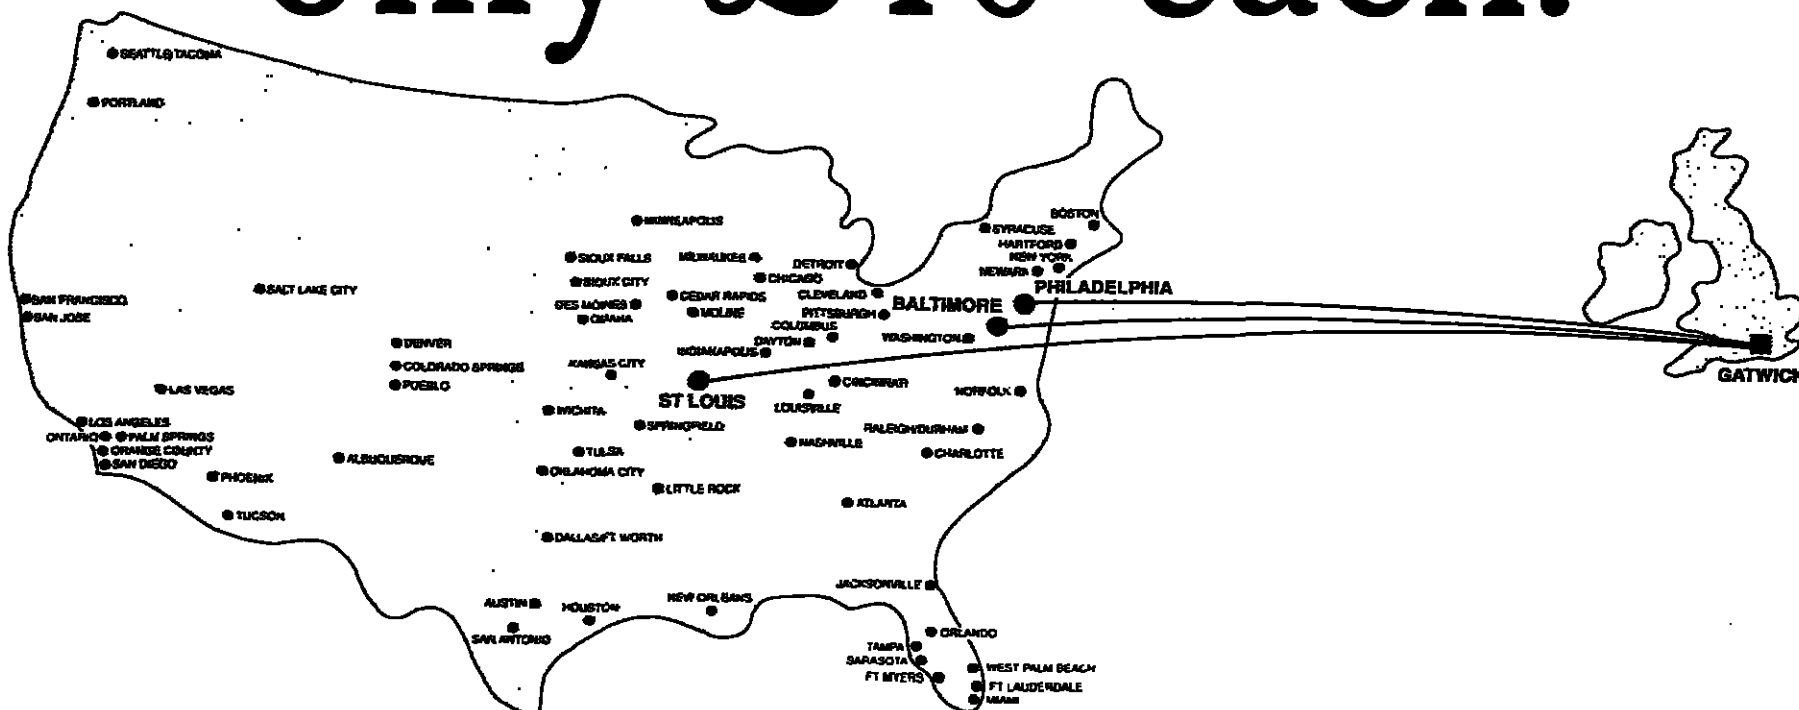 only £10 each.
SEATTLE/TACOMA
PORTLAND
MINNEAPOLIS
BOSTON
SYRACUSE
HARTFORD
NEW YORK
NEWARK
SIOUX FALLS
MILWAUKEE
DETROIT
CHICAGO
SIOUX CITY
SALT LAKE CITY
CEDAR RAPIDS
CLEVELAND
PHILADELPHIA
BALTIMORE
SAN FRANCISCO
DES MOINES
SAN JOSE
OMAHA
MOLINE
PITTSBURGH
COLUMBUS
DENVER
DAYTON
WASHINGTON
INDIANAPOLIS
COLORADO SPRINGS
KANSAS CITY
PUEBLO
GATWICK
LAS VEGAS
ST LOUIS
CINCINNATI
NORFOLK
LOUISVILLE
WICHITA
LOS ANGELES
SPRINGFIELD
RALEIGH/DURHAM
ONTARIO
PALM SPRINGS
NASHVILLE
ORANGE COUNTY
TULSA
CHARLOTTE
SAN DIEGO
ALBUQUERQUE
OKLAHOMA CITY
PHOENIX
LITTLE ROCK
ATLANTA
TUCSON
DALLAS/FT WORTH
JACKSONVILLE
NEW ORLEANS
AUSTIN
HOUSTON
SAN ANTONIO
ORLANDO
TAMPA
SARASOTA
WEST PALM BEACH
FT MYERS
FT LAUDERDALE
MIAMI